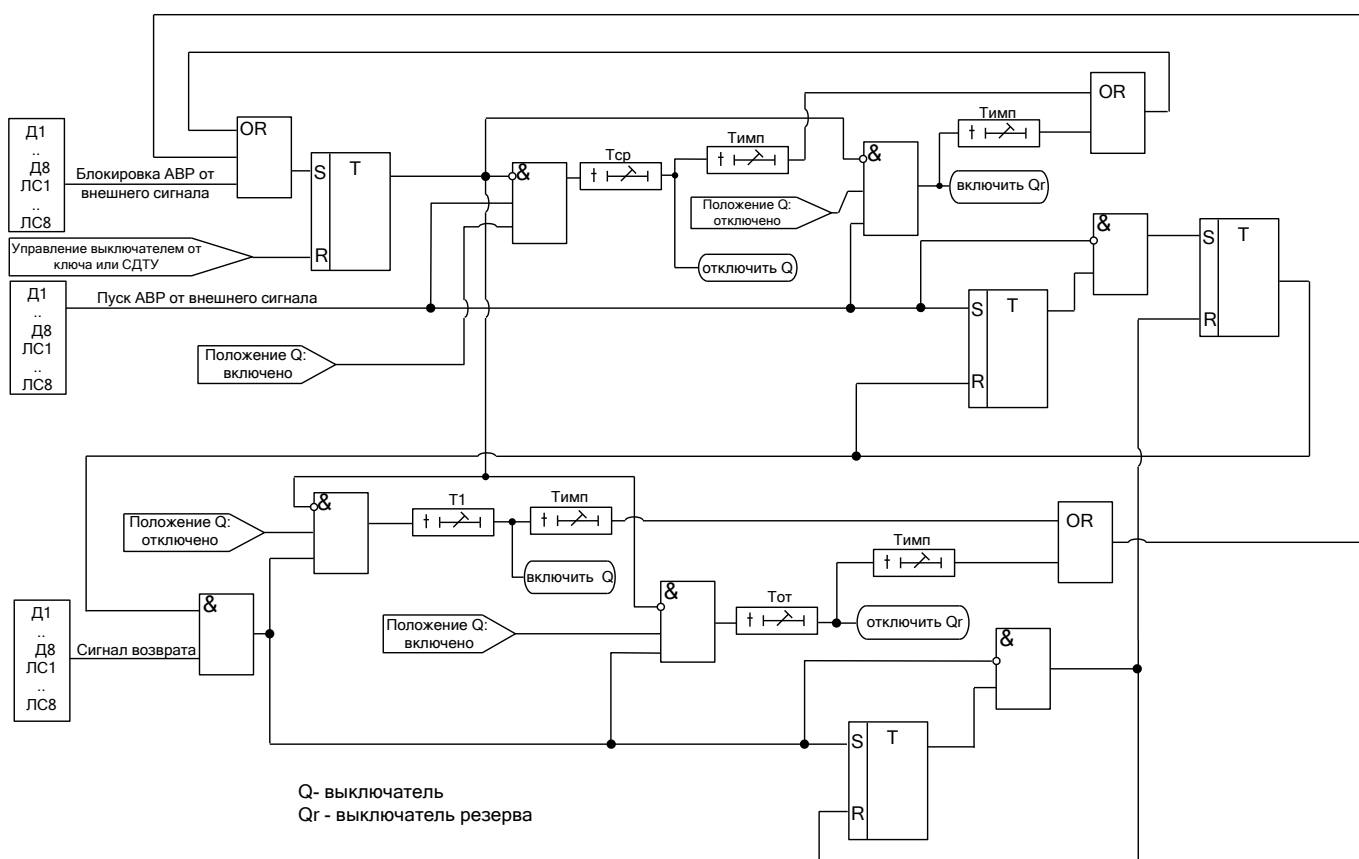 OR
Тимп
OR
Тимп
Д1
..
Д8
ЛС1
..
ЛС8
Блокировка АВР от
внешнего сигнала
S
T
R
Тср
&
&
Положение Q:
отключено
включить Qr
отключить Q
&
S
T
R
Управление выключателем от
ключа или СДТУ
Д1
..
Д8
ЛС1
..
ЛС8
Пуск АВР от внешнего сигнала
S
T
R
Положение Q:
включено
&
Положение Q:
отключено
Т1
Тимп
включить Q
OR
Тимп
&
Тот
отключить Qr
Положение Q:
включено
Д1
..
Д8
ЛС1
..
ЛС8
Сигнал возврата
&
&
S
T
R
Q- выключатель
Qr - выключатель резерва